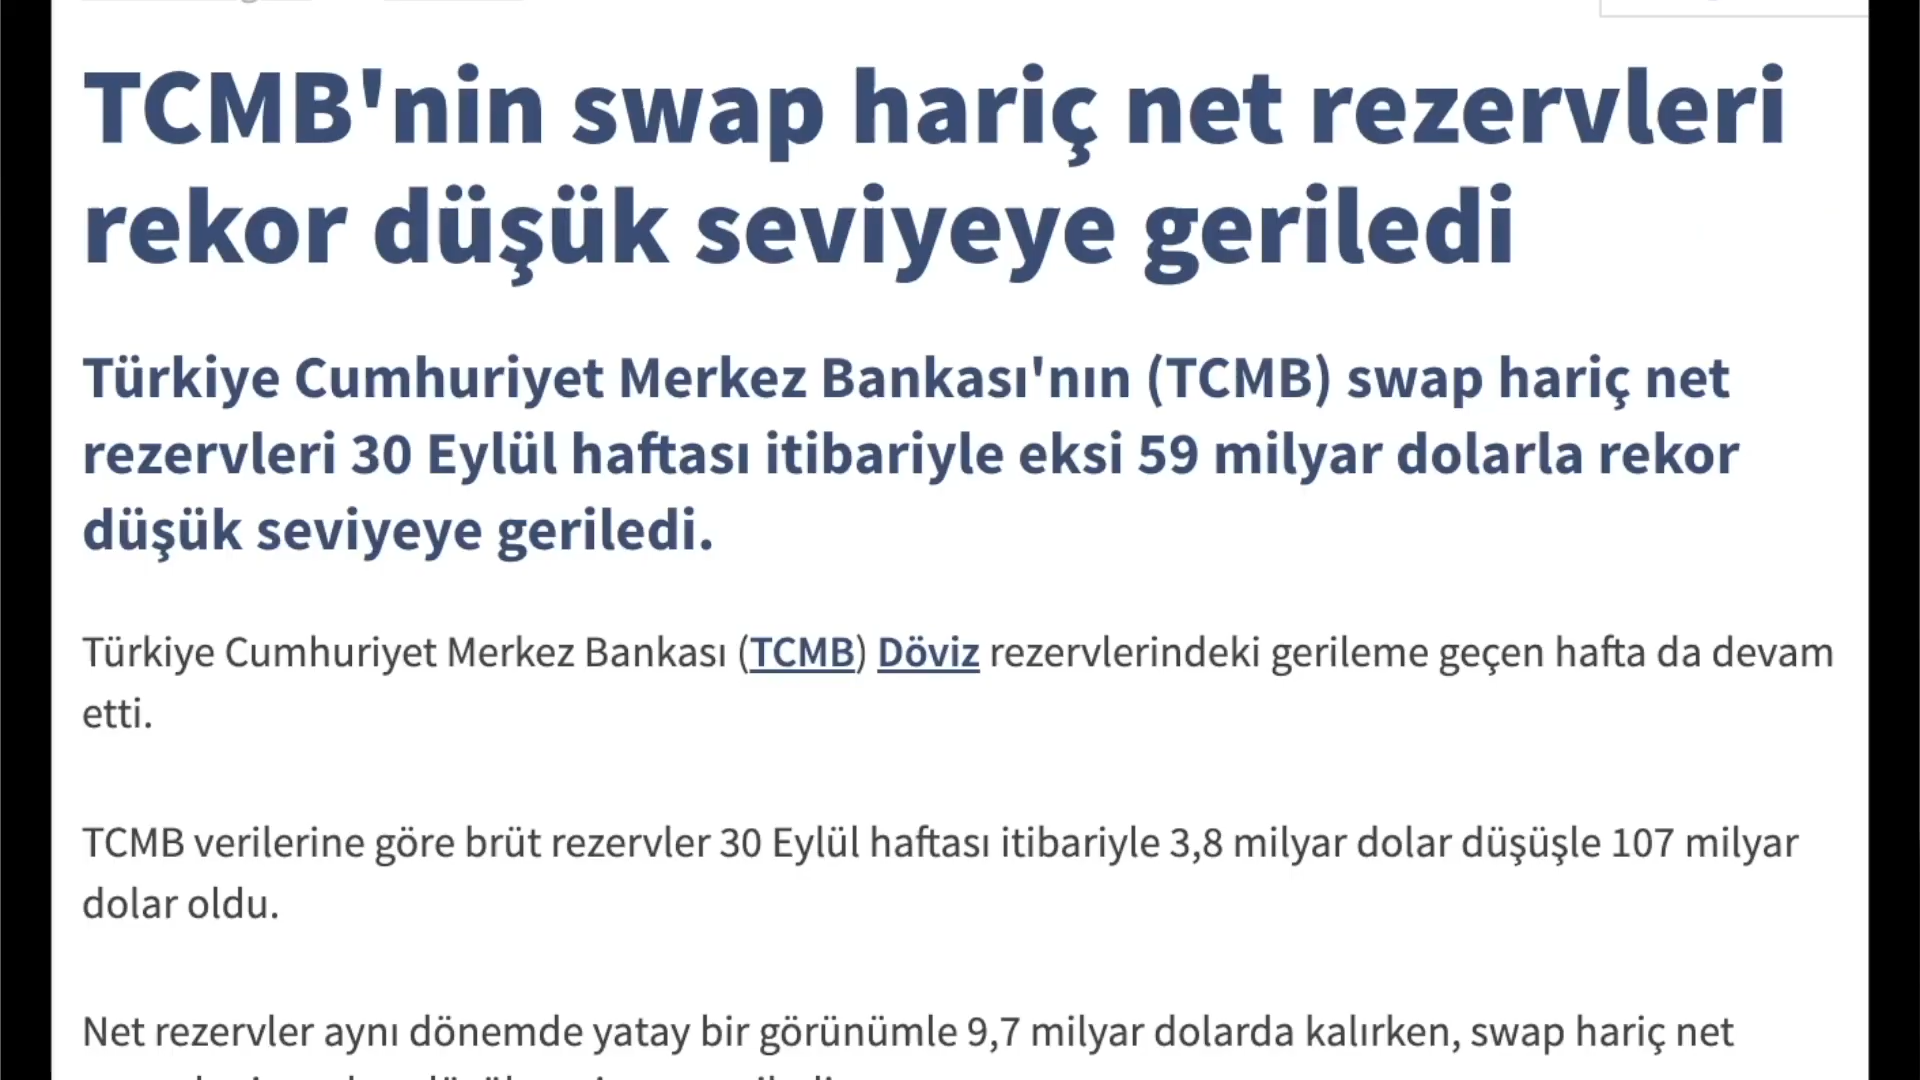 TCMB'nin swap hariç net rezervleri
rekor düşük seviyeye geriledi
Türkiye Cumhuriyet Merkez Bankası'nın (TCMB) swap hariç net
rezervleri 30 Eylül haftası itibariyle eksi 59 milyar dolarla rekor
düşük seviyeye geriledi.
Türkiye Cumhuriyet Merkez Bankası (TCMB) Döviz rezervlerindeki gerileme geçen hafta da devam
etti.
TCMB verilerine göre brüt rezervler 30 Eylül haftası itibariyle 3,8 milyar dolar düşüşle 107 milyar
dolar oldu.
Net rezervler aynı dönemde yatay bir görünümle 9,7 milyar dolarda kalırken, swap hariç net